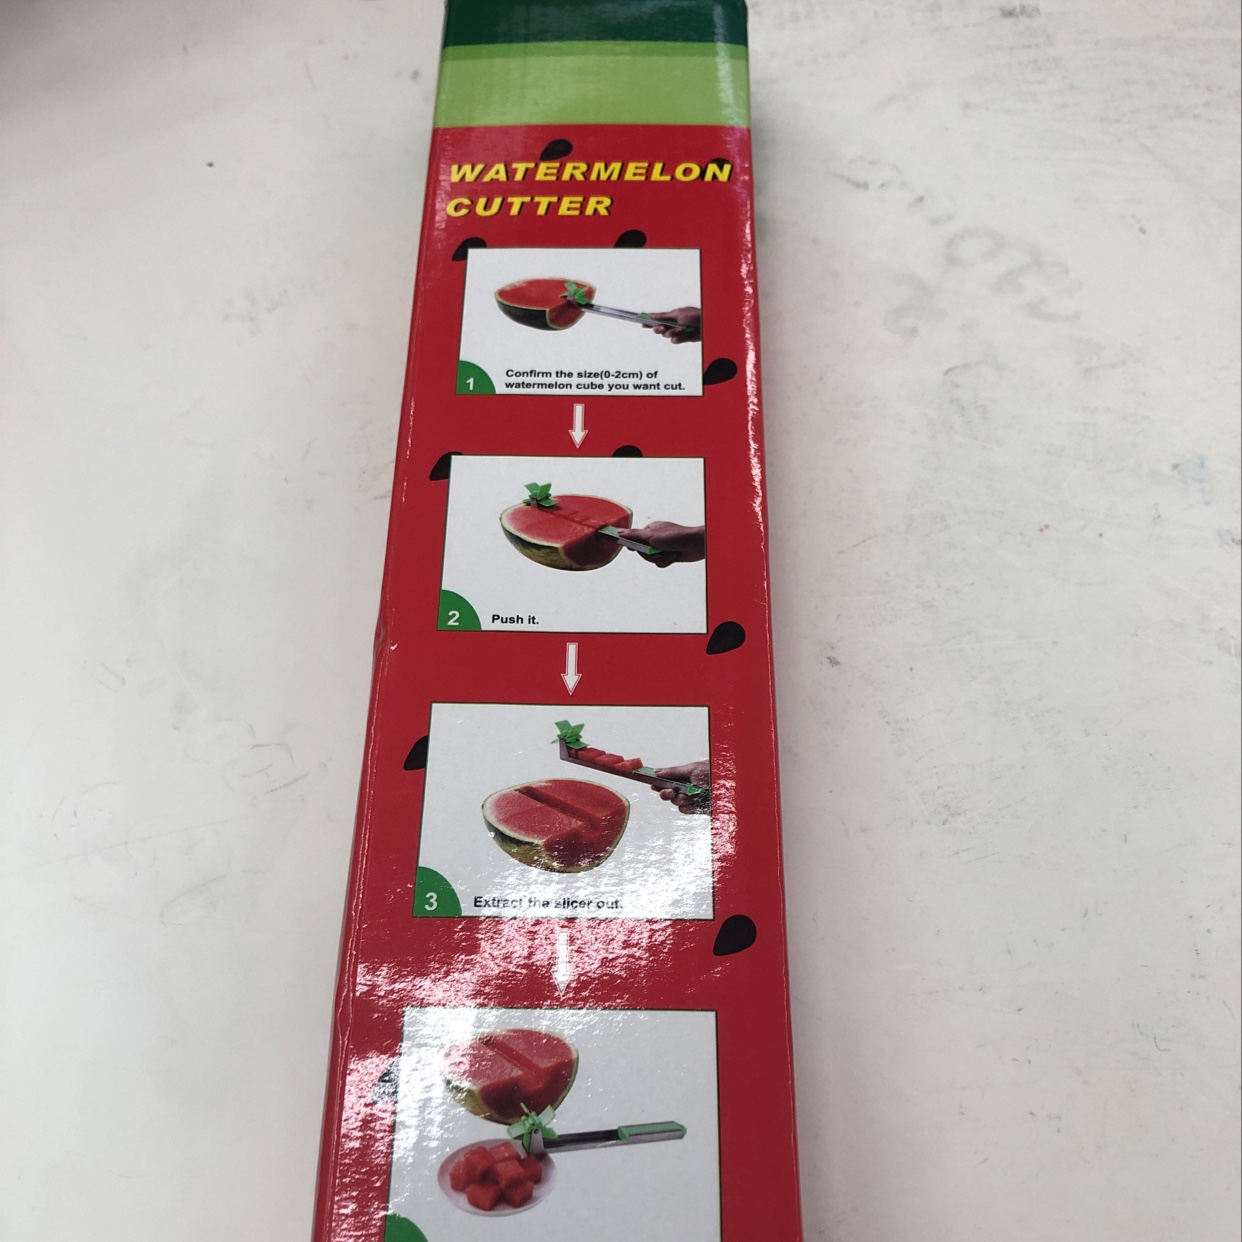 WATERMELON
CUTTER
Confirm the size(0-2cm) of
watermelon cube you want cut.
1
2
Push it.
3
Extract the slicer out.